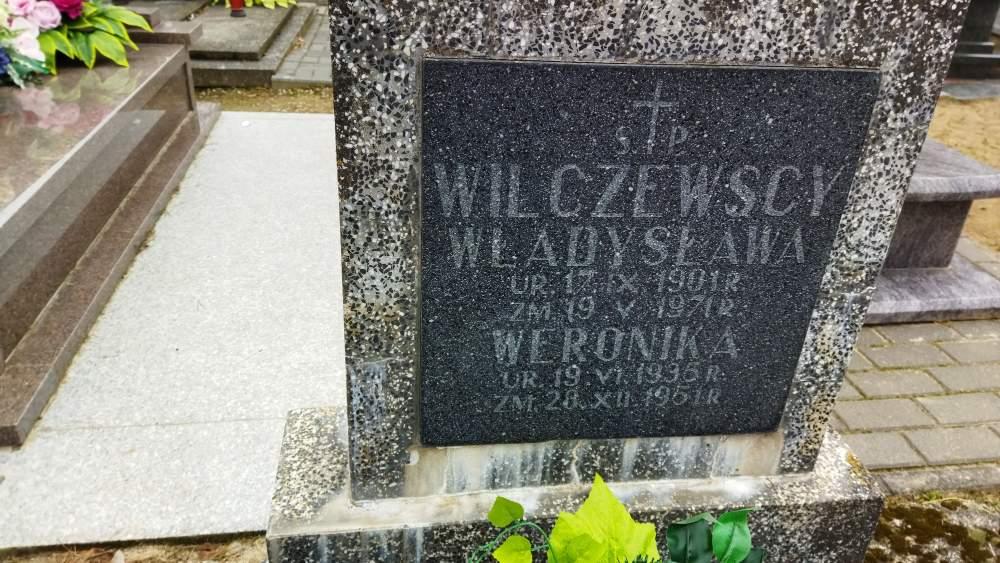 Ś P
WILCZEWSCY
WŁADYSŁAWA
UR. 17.IX.1901 R
ZM. 19 V 1971 R
WERONIKA
UR. 19 VI.1935 R
ZM. 28.XII.1951 R